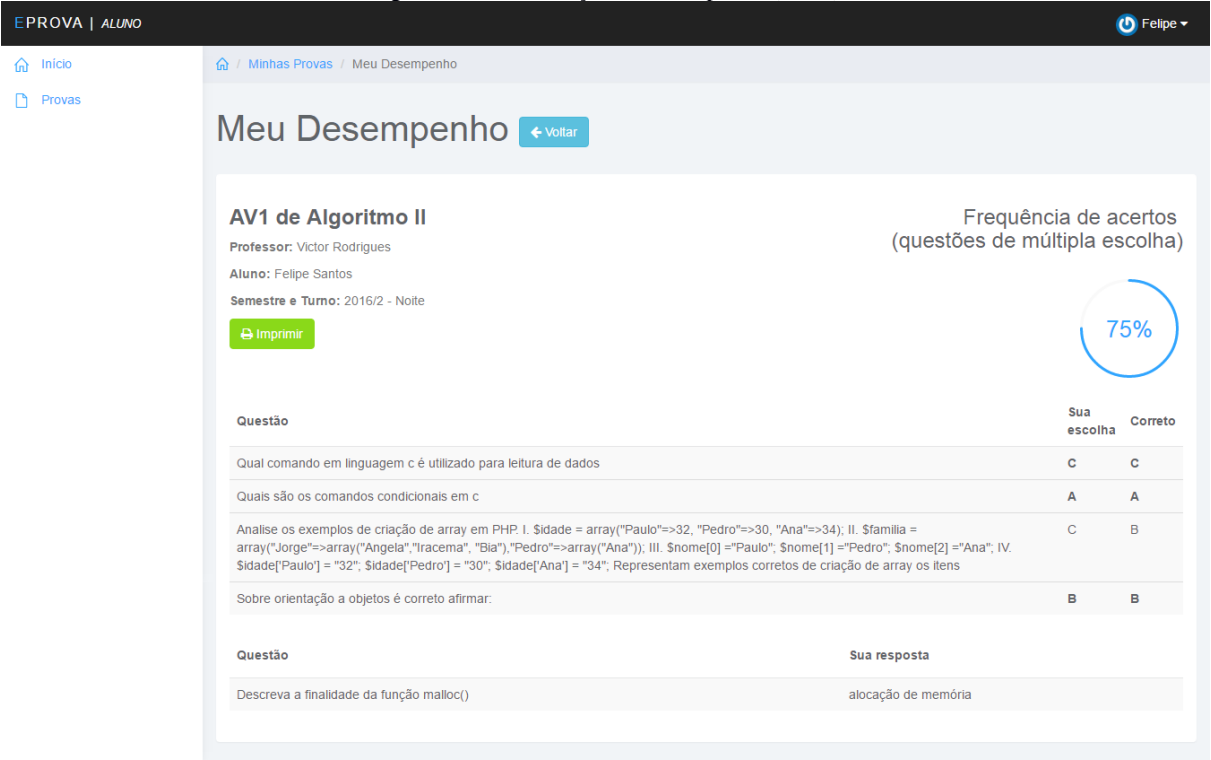 EPROVA | ALUNO
Felipe
Início
Provas
/ Minhas Provas / Meu Desempenho
Meu Desempenho
Voltar
AV1 de Algoritmo II
Professor: Victor Rodrigues
Aluno: Felipe Santos
Semestre e Turno: 2016/2 - Noite
Imprimir
Frequência de acertos
(questões de múltipla escolha)
75%
Questão
Sua
escolha
Correto
Qual comando em linguagem c é utilizado para leitura de dados C C
Quais são os comandos condicionais em c A A
Analise os exemplos de criação de array em PHP. I. $idade = array("Paulo"=>32, "Pedro"=>30, "Ana"=>34); II. $familia = C B
array("Jorge"=>array("Angela","Iracema", "Bia"),"Pedro"=>array("Ana")); III. $nome[0] ="Paulo"; $nome[1] ="Pedro"; $nome[2] ="Ana"; IV.
$idade['Paulo'] = "32"; $idade['Pedro'] = "30"; $idade['Ana'] = "34"; Representam exemplos corretos de criação de array os itens
Sobre orientação a objetos é correto afirmar: B B
Questão Sua resposta
Descreva a finalidade da função malloc() alocação de memória